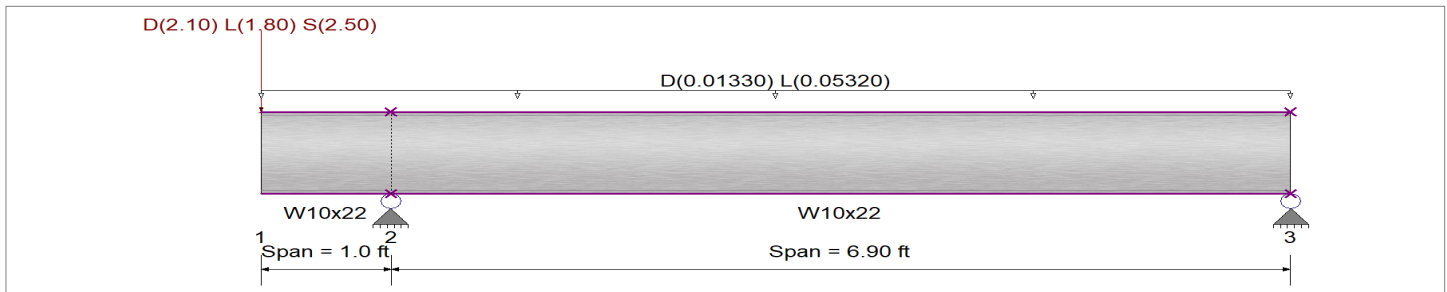 D(2.10) L(1.80) S(2.50)
D(0.01330) L(0.05320)
W10x22
W10x22
1
2
3
Span = 1.0 ft
Span = 6.90 ft